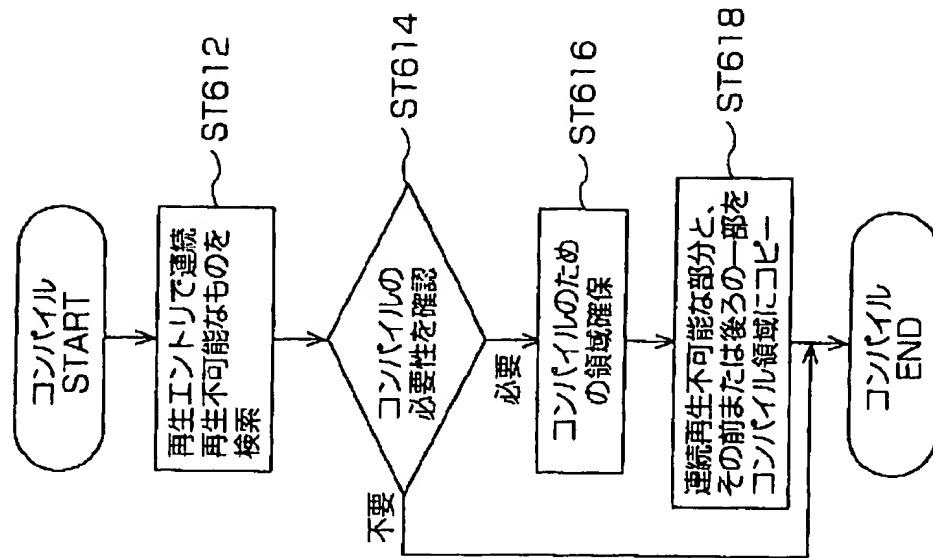 コンパイル
START
再生エントリで連続
再生不可能なものを
検索
ST612
コンパイルの
必要性を確認
ST614
不要
必要
コンパイルのため
の領域確保
ST616
連続再生不可能な部分と、
その前または後ろの一部を
コンパイル領域にコピー
ST618
コンパイル
END